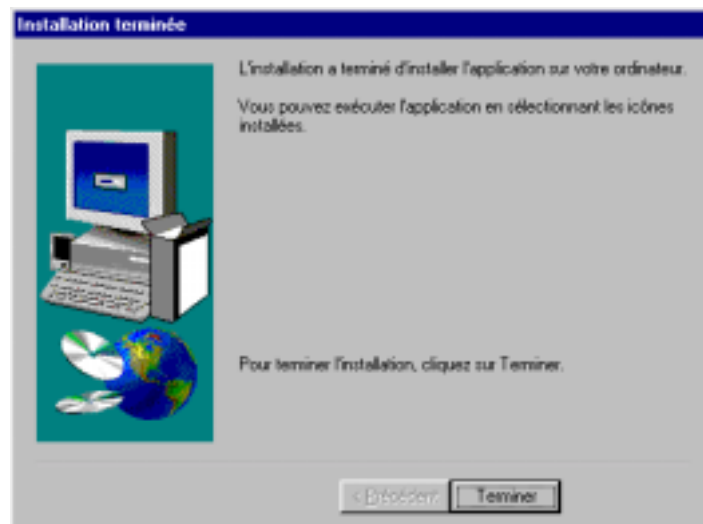 Installation terminée
L'installation a terminé d'installer l'application sur votre ordinateur.
Vous pouvez exécuter l'application en sélectionnant les icônes
installées.
Pour terminer l'installation, cliquez sur Terminer.
< Précédent
Terminer